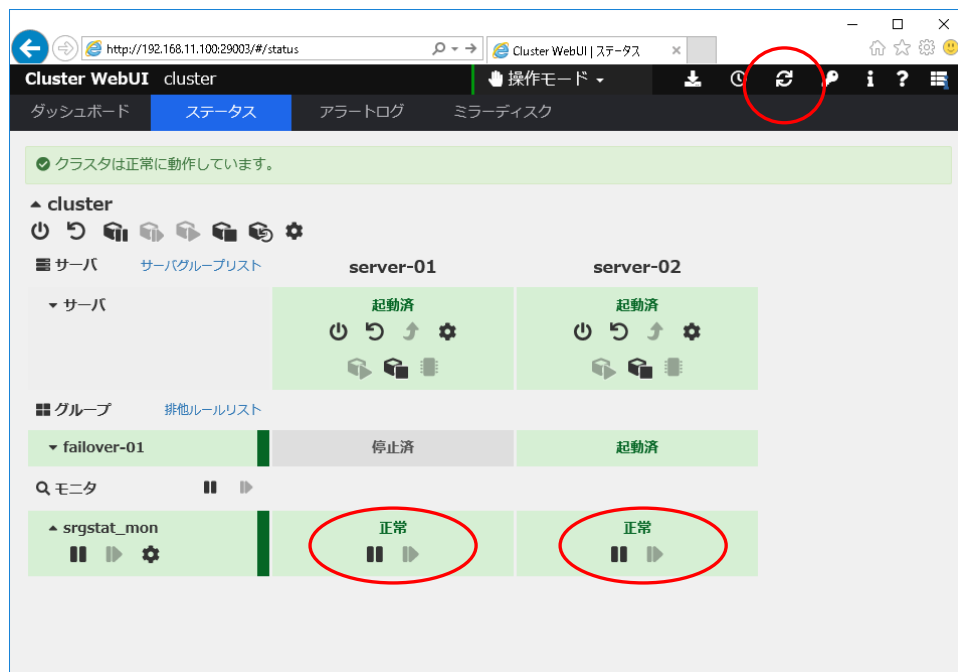 http://192.168.11.100:29003/#/status
Cluster WebUI | ステータス
Cluster WebUI cluster
操作モード
ダッシュボード ステータス アラートログ ミラーディスク
クラスタは正常に動作しています。
cluster
サーバ サーバグループリスト server-01 server-02
サーバ 起動済 起動済
グループ 排他ルールリスト
failover-01 停止済 起動済
モニタ
srgstat_mon 正常 正常